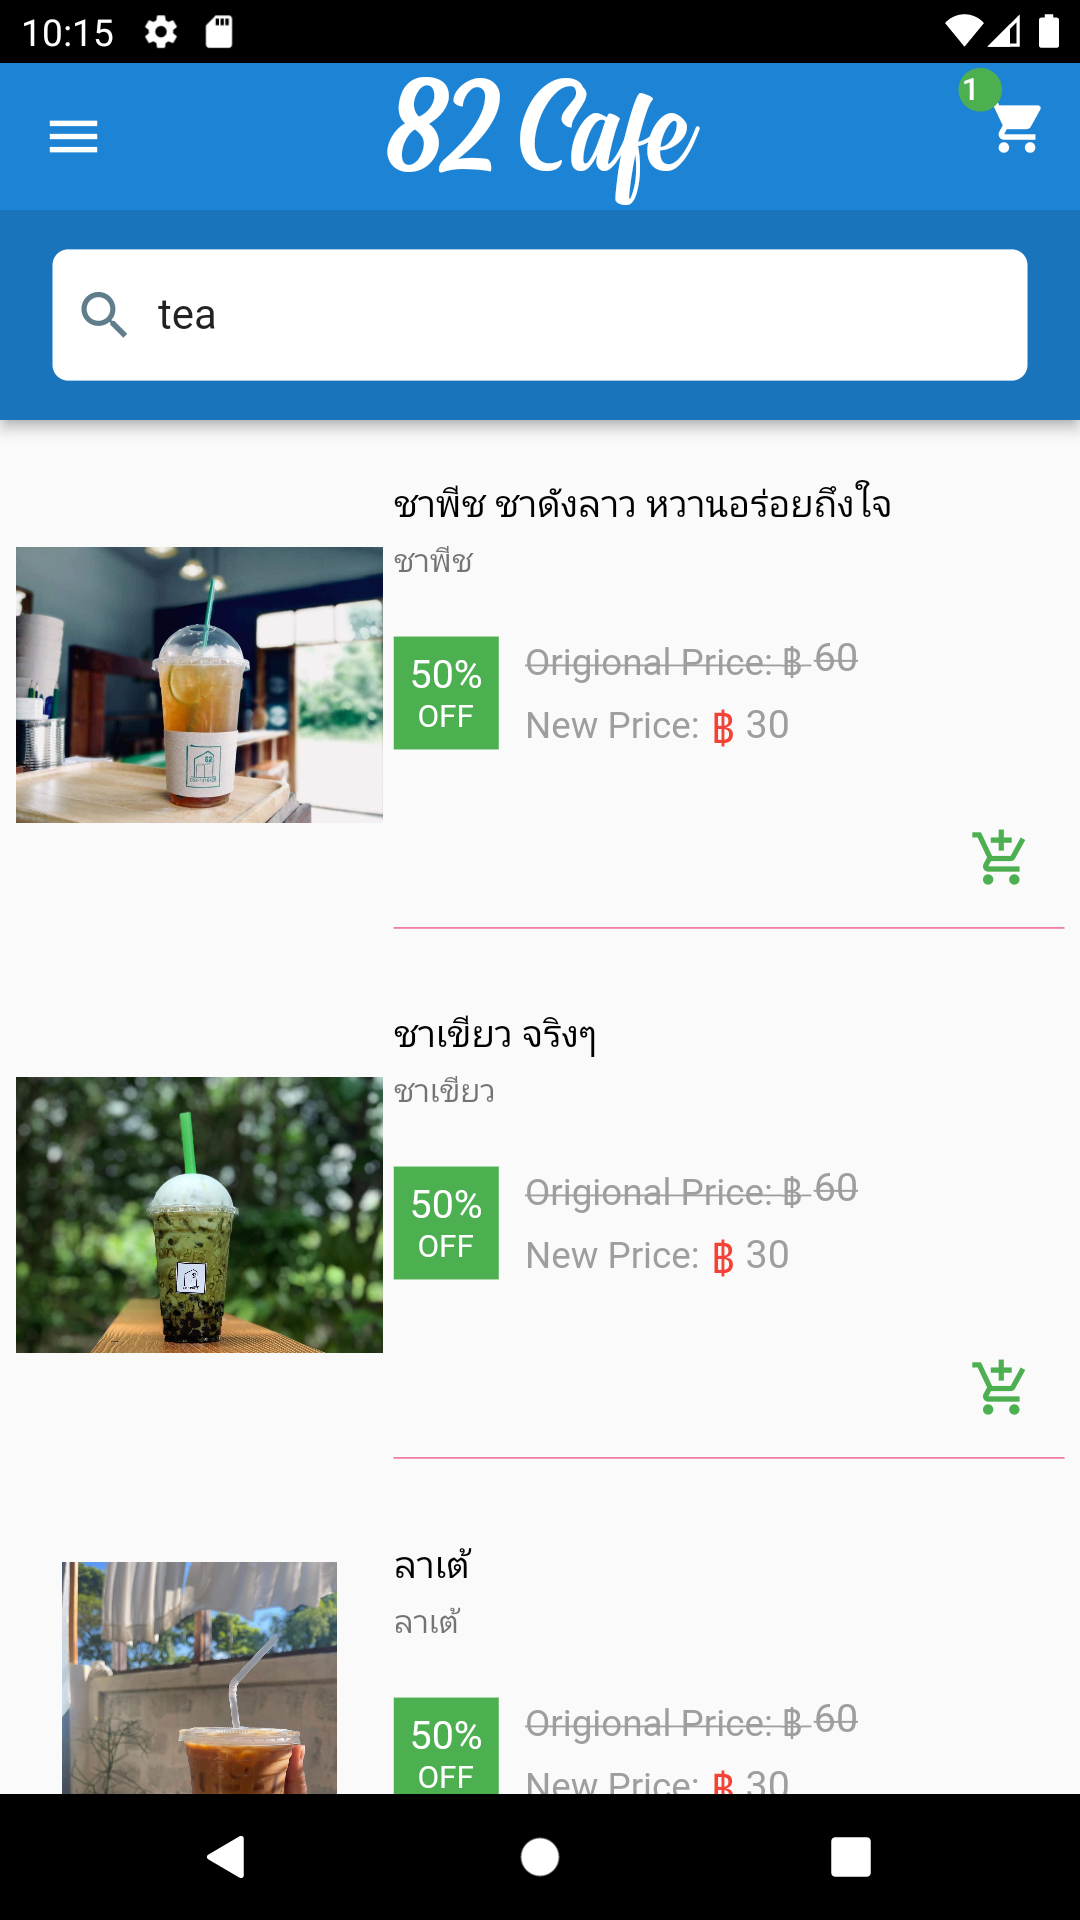 10:15
82 Cafe
1
tea
ชาพีช ชาดังลาว หวานอร่อยถึงใจ
ชาพีช
50%
OFF
Origional Price: ฿ 60
New Price: ฿ 30
ชาเขียว จริงๆ
ชาเขียว
50%
OFF
Origional Price: ฿ 60
New Price: ฿ 30
ลาเต้
ลาเต้
50%
OFF
Origional Price: ฿ 60
New Price: ฿ 30